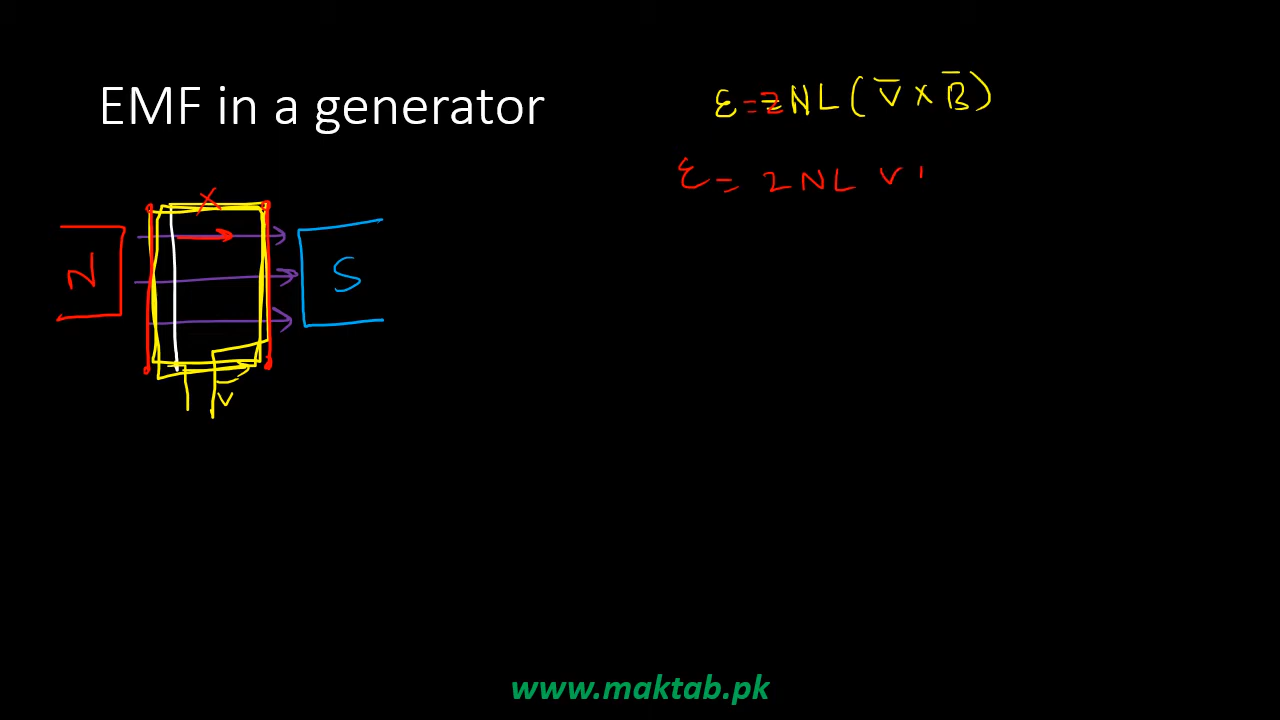 EMF in a generator
ε = 2NL(V̅ × B̅)
ε = 2NL V
X
N
S
V
www.maktab.pk